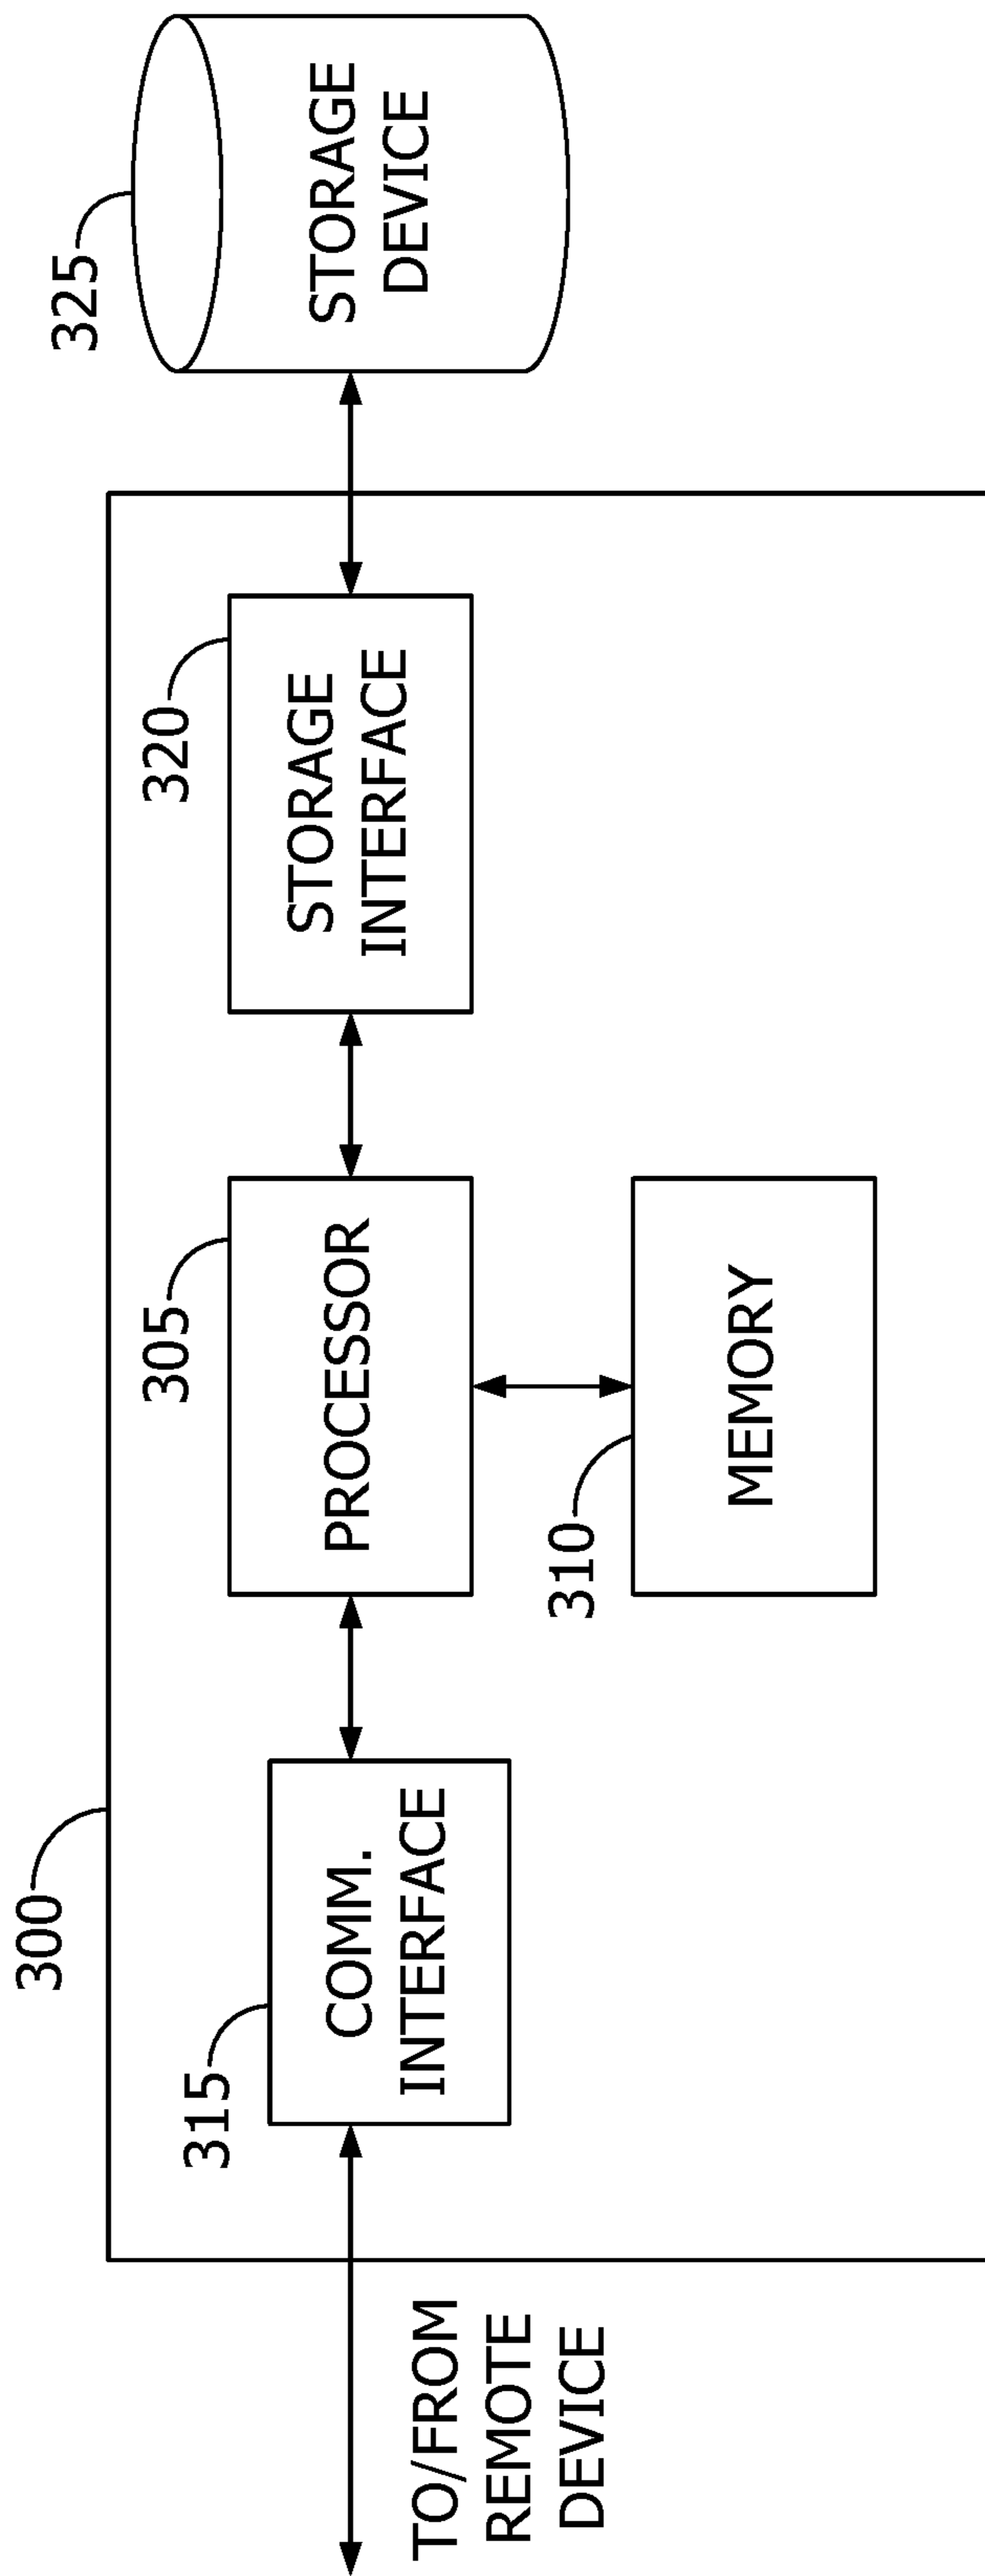 300
315
COMM.
INTERFACE
305
PROCESSOR
320
STORAGE
INTERFACE
325
STORAGE
DEVICE
310
MEMORY
TO/FROM
REMOTE
DEVICE